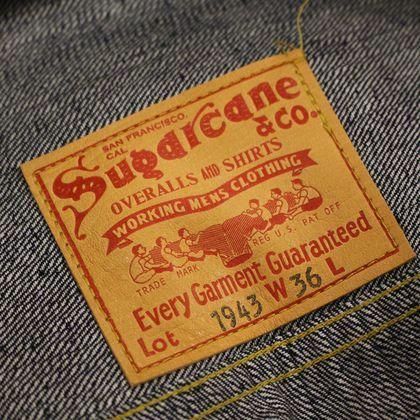 SAN FRANCISCO.
CAL.
SugarCane
& Co.
OVERALLS AND SHIRTS
WORKING MENS CLOTHING
TRADE MARK REG U.S. PAT OFF
Every Garment Guaranteed
Lot 1943 W 36 L